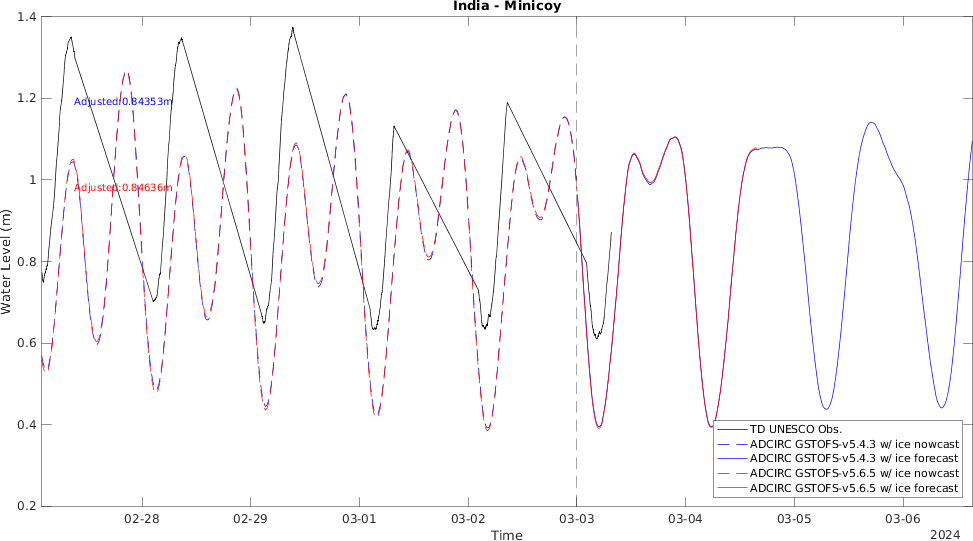 India - Minicoy
1.4
1.2
1
0.8
0.6
0.4
0.2
Water Level (m)
Adjusted:0.84353m
Adjusted:0.84636m
TD UNESCO Obs.
ADCIRC GSTOFS-v5.4.3 w/ ice nowcast
ADCIRC GSTOFS-v5.4.3 w/ ice forecast
ADCIRC GSTOFS-v5.6.5 w/ ice nowcast
ADCIRC GSTOFS-v5.6.5 w/ ice forecast
02-28 02-29 03-01 03-02 03-03 03-04 03-05 03-06
Time
2024